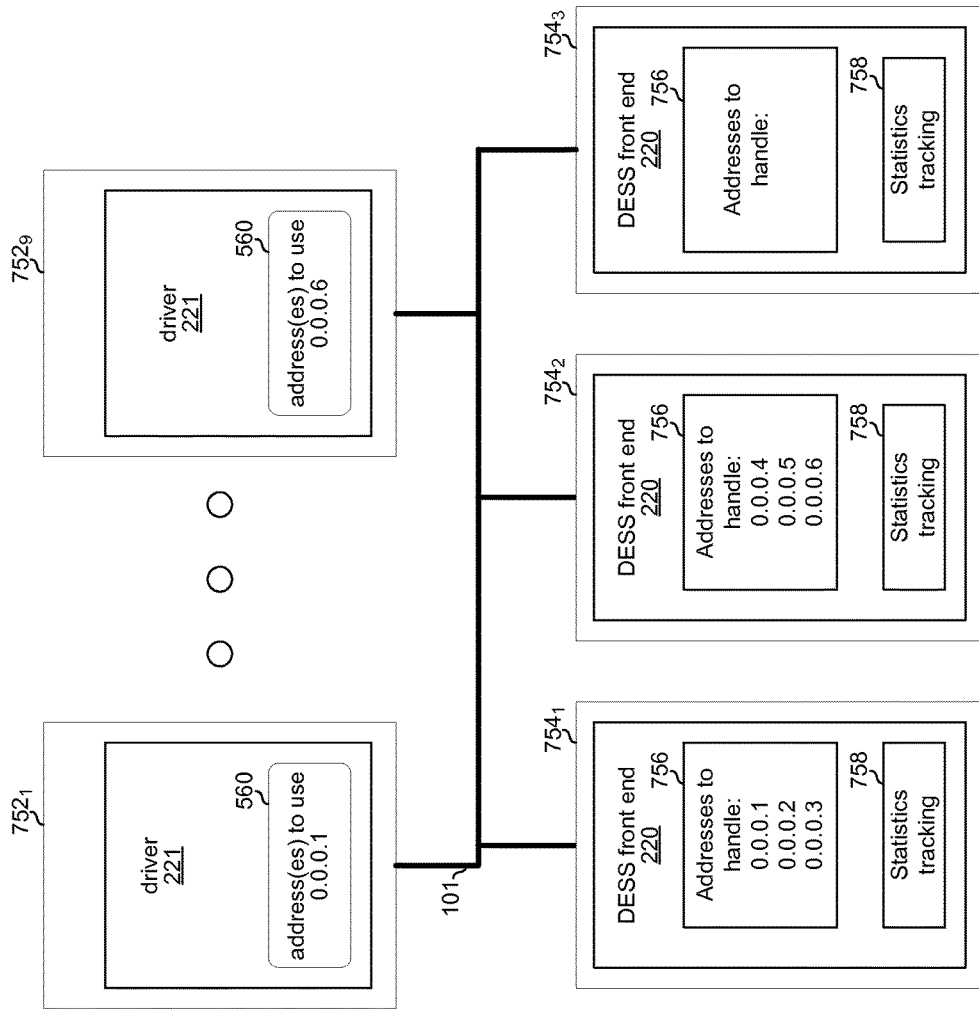 752₁
driver
221
560
address(es) to use
0.0.0.1
752₉
driver
221
560
address(es) to use
0.0.0.6
101
754₁
DESS front end
220
756
Addresses to
handle:
0.0.0.1
0.0.0.2
0.0.0.3
758
Statistics
tracking
754₂
DESS front end
220
756
Addresses to
handle:
0.0.0.4
0.0.0.5
0.0.0.6
758
Statistics
tracking
754₃
DESS front end
220
756
Addresses to
handle:
758
Statistics
tracking